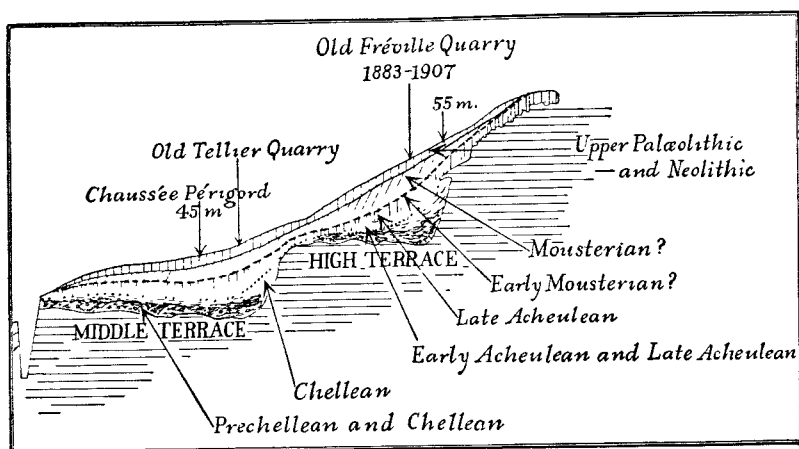 Old Fréville Quarry
1883-1907
55 m.
Old Tellier Quarry
Upper Palæolithic
— and Neolithic
Chaussée Périgord
45 m
Mousterian?
HIGH TERRACE
Early Mousterian?
Late Acheulean
MIDDLE TERRACE
Early Acheulean and Late Acheulean
Chellean
Prechellean and Chellean